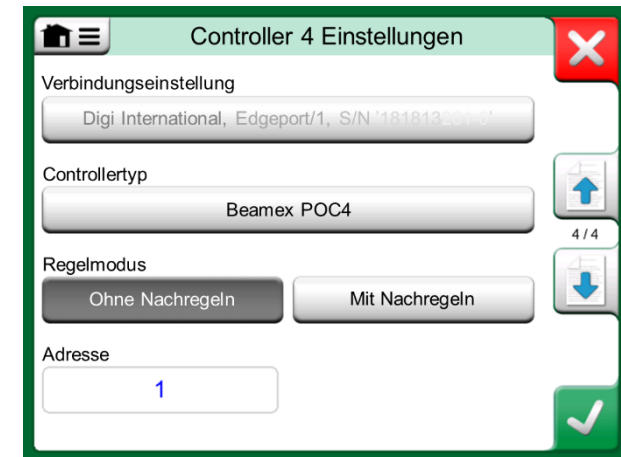 Controller 4 Einstellungen
Verbindungseinstellung
Digi International, Edgeport/1, S/N
Controllertyp
Beamex POC4
4 / 4
Regelmodus
Ohne Nachregeln Mit Nachregeln
Adresse
1